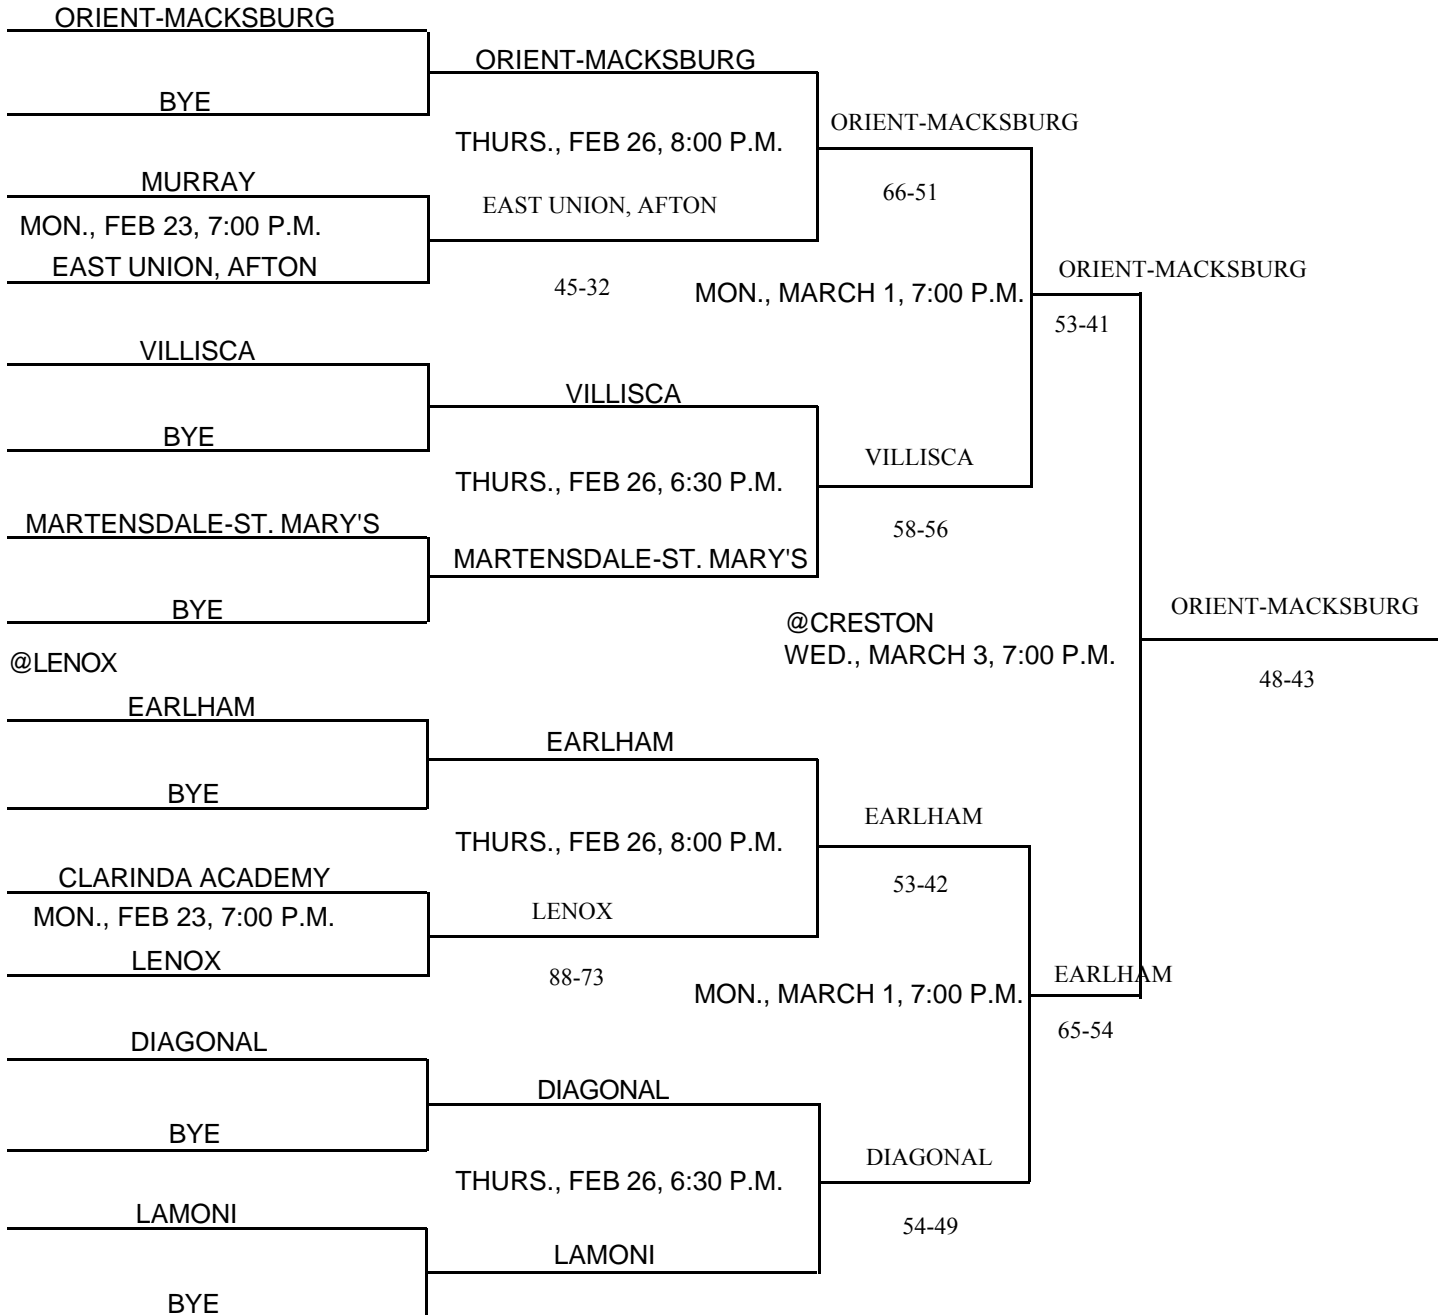 ORIENT-MACKSBURG
ORIENT-MACKSBURG
BYE
ORIENT-MACKSBURG
THURS., FEB 26, 8:00 P.M.
MURRAY
66-51
EAST UNION, AFTON
MON., FEB 23, 7:00 P.M.
EAST UNION, AFTON
ORIENT-MACKSBURG
45-32
MON., MARCH 1, 7:00 P.M.
53-41
VILLISCA
VILLISCA
BYE
VILLISCA
THURS., FEB 26, 6:30 P.M.
MARTENSDALE-ST. MARY'S
58-56
MARTENSDALE-ST. MARY'S
BYE
ORIENT-MACKSBURG
@CRESTON
WED., MARCH 3, 7:00 P.M.
@LENOX
48-43
EARLHAM
EARLHAM
BYE
EARLHAM
THURS., FEB 26, 8:00 P.M.
CLARINDA ACADEMY
53-42
LENOX
MON., FEB 23, 7:00 P.M.
LENOX
EARLHAM
88-73
MON., MARCH 1, 7:00 P.M.
65-54
DIAGONAL
DIAGONAL
BYE
DIAGONAL
THURS., FEB 26, 6:30 P.M.
LAMONI
54-49
LAMONI
BYE